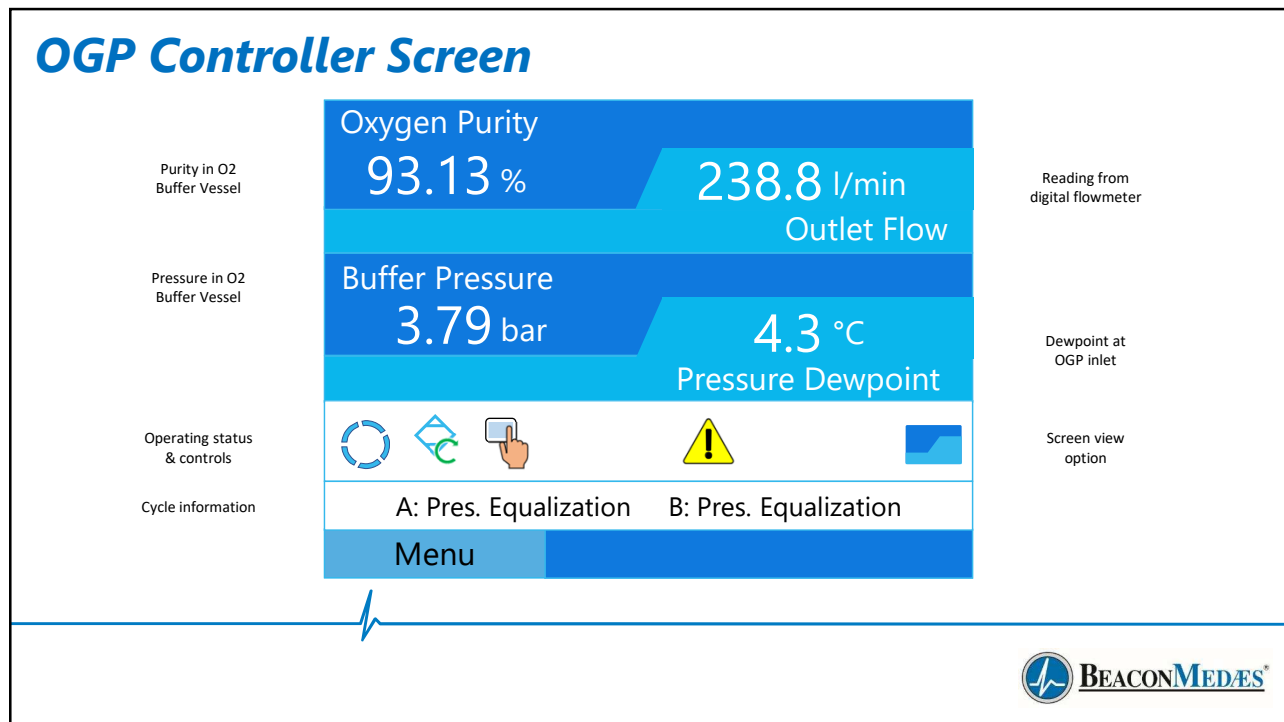 OGP Controller Screen
Purity in O2
Buffer Vessel
Oxygen Purity
93.13 %
238.8 l/min
Outlet Flow
Reading from
digital flowmeter
Pressure in O2
Buffer Vessel
Buffer Pressure
3.79 bar
4.3 °C
Pressure Dewpoint
Dewpoint at
OGP inlet
Operating status
& controls
Screen view
option
Cycle information
A: Pres. Equalization B: Pres. Equalization
Menu
BEACONMEDÆS®